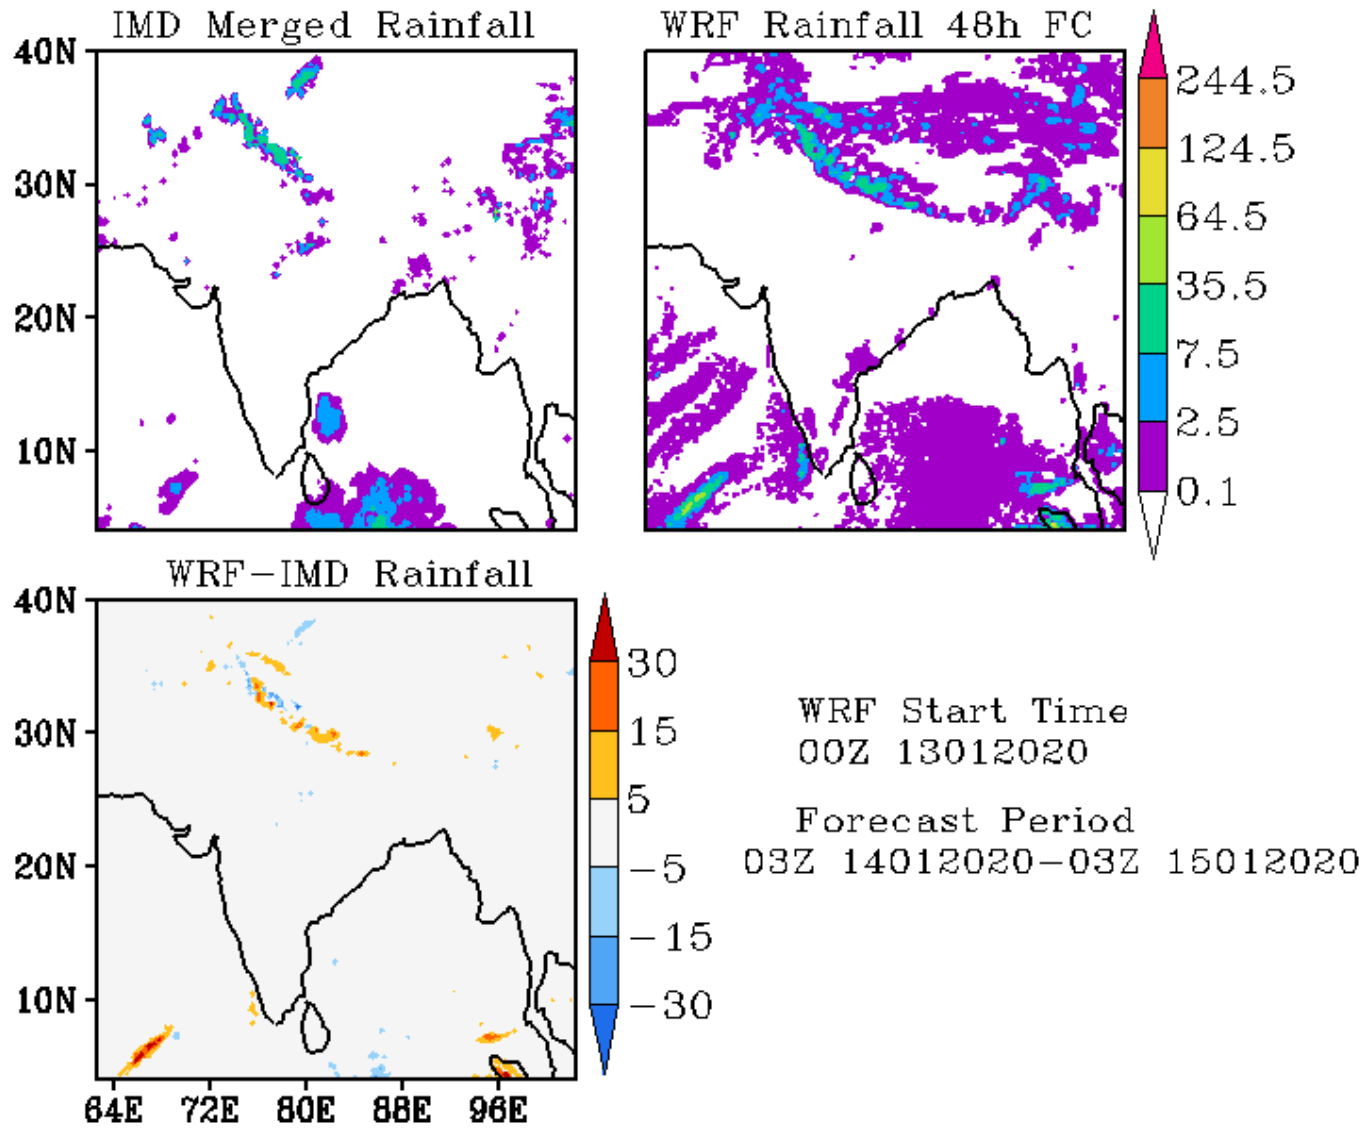 IMD Merged Rainfall
WRF Rainfall 48h FC
40N
30N
20N
10N
244.5
124.5
64.5
35.5
7.5
2.5
0.1
WRF-IMD Rainfall
40N
30N
20N
10N
64E 72E 80E 88E 96E
30
15
5
-5
-15
-30
WRF Start Time
00Z 13012020
Forecast Period
03Z 14012020-03Z 15012020